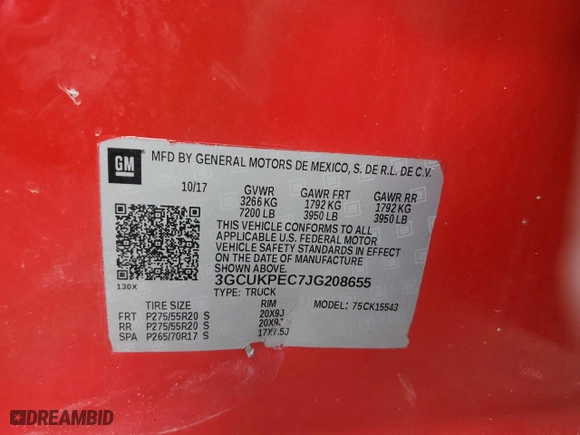 GM MFD BY GENERAL MOTORS DE MEXICO, S. DE R.L. DE C.V.
10/17 GVWR GAWR FRT GAWR RR
3266 KG 1792 KG 1792 KG
7200 LB 3950 LB 3950 LB
THIS VEHICLE CONFORMS TO ALL
APPLICABLE U.S. FEDERAL MOTOR
VEHICLE SAFETY STANDARDS IN EFFECT
ON THE DATE OF MANUFACTURE
SHOWN ABOVE.
130X 3GCUKPEC7JG208655
TYPE: TRUCK
TIRE SIZE RIM MODEL: 75CK15543
FRT P275/55R20 S 20X9J
RR P275/55R20 S 20X9J
SPA P265/70R17 S 17X7.5J
DREAMBID